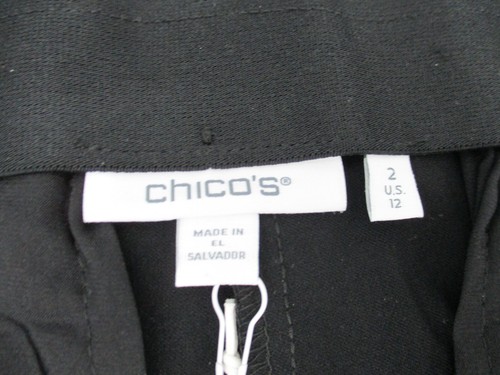 chico's®
MADE IN
EL
SALVADOR
2
U.S.
12